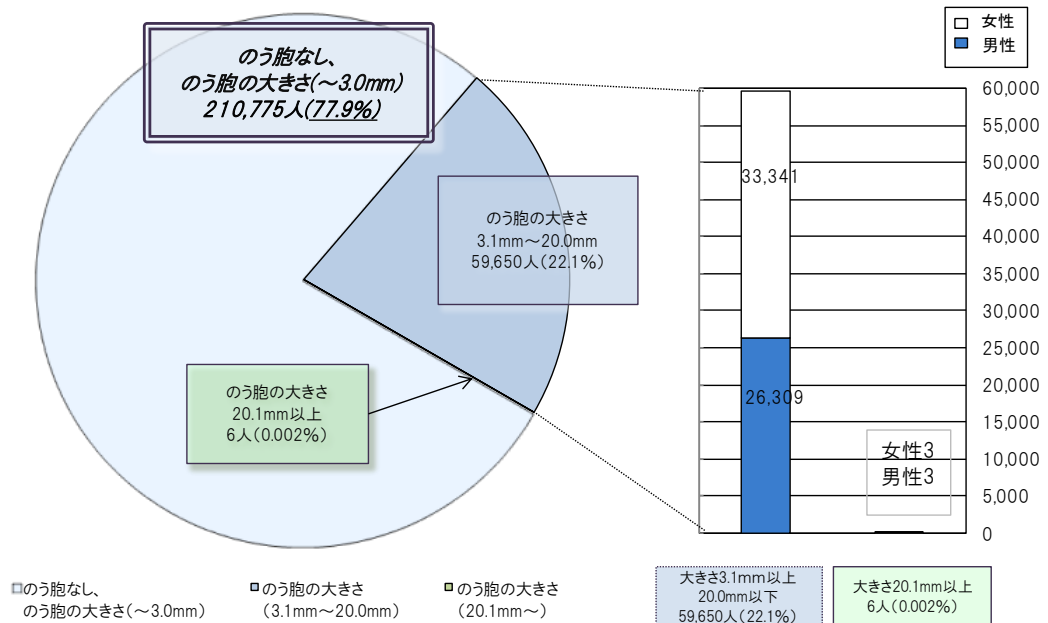 のう胞なし、
のう胞の大きさ(～3.0mm)
210,775人(77.9%)
のう胞の大きさ
3.1mm～20.0mm
59,650人(22.1%)
のう胞の大きさ
20.1mm以上
6人(0.002%)
女性
男性
60,000
55,000
50,000
45,000
40,000
35,000
30,000
25,000
20,000
15,000
10,000
5,000
0
33,341
26,309
女性3
男性3
のう胞なし、
のう胞の大きさ(～3.0mm)
のう胞の大きさ
(3.1mm～20.0mm)
のう胞の大きさ
(20.1mm～)
大きさ3.1mm以上
20.0mm以下
59,650人(22.1%)
大きさ20.1mm以上
6人(0.002%)